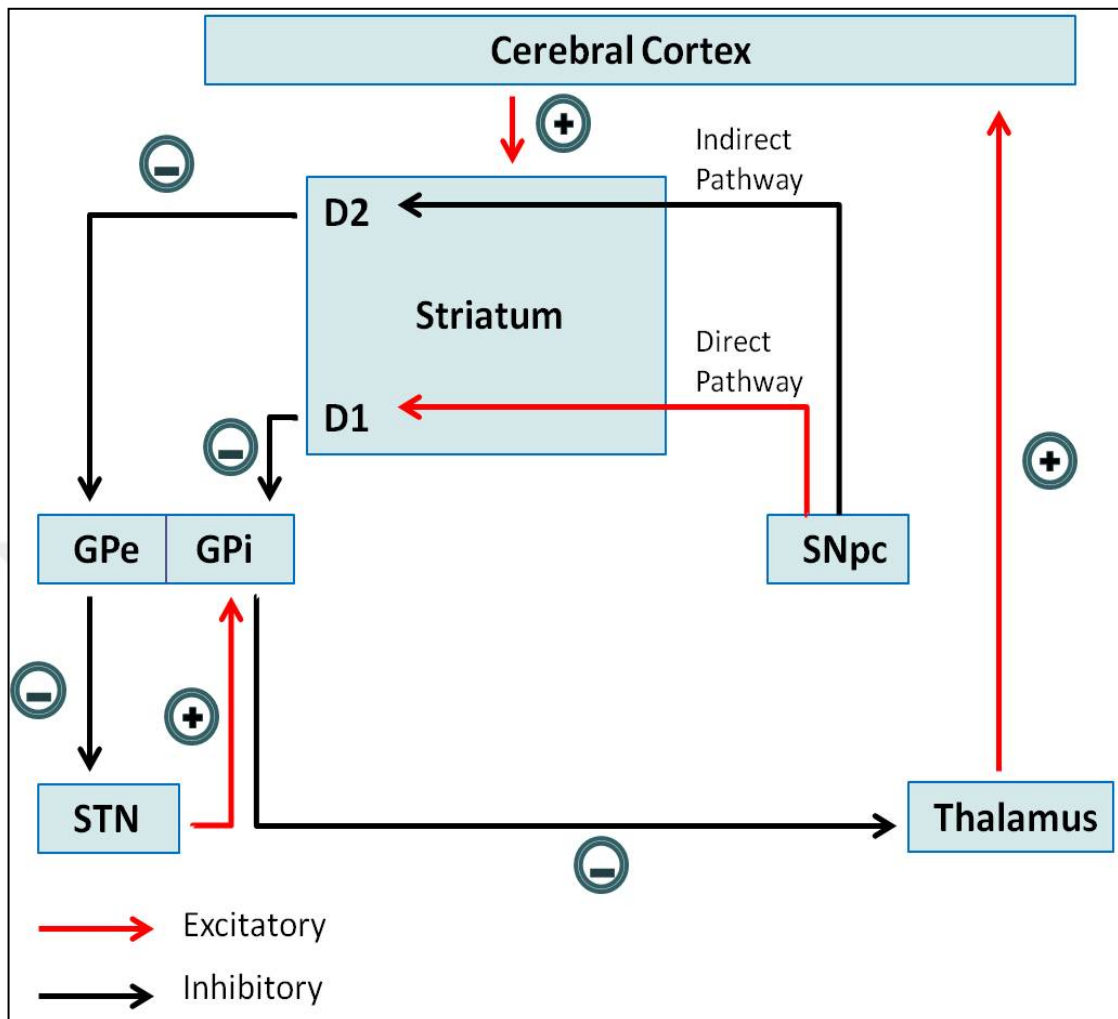 Cerebral Cortex
+
−
Indirect
Pathway
D2
Striatum
Direct
Pathway
D1
−
+
GPe
GPi
SNpc
−
+
STN
Thalamus
−
Excitatory
Inhibitory